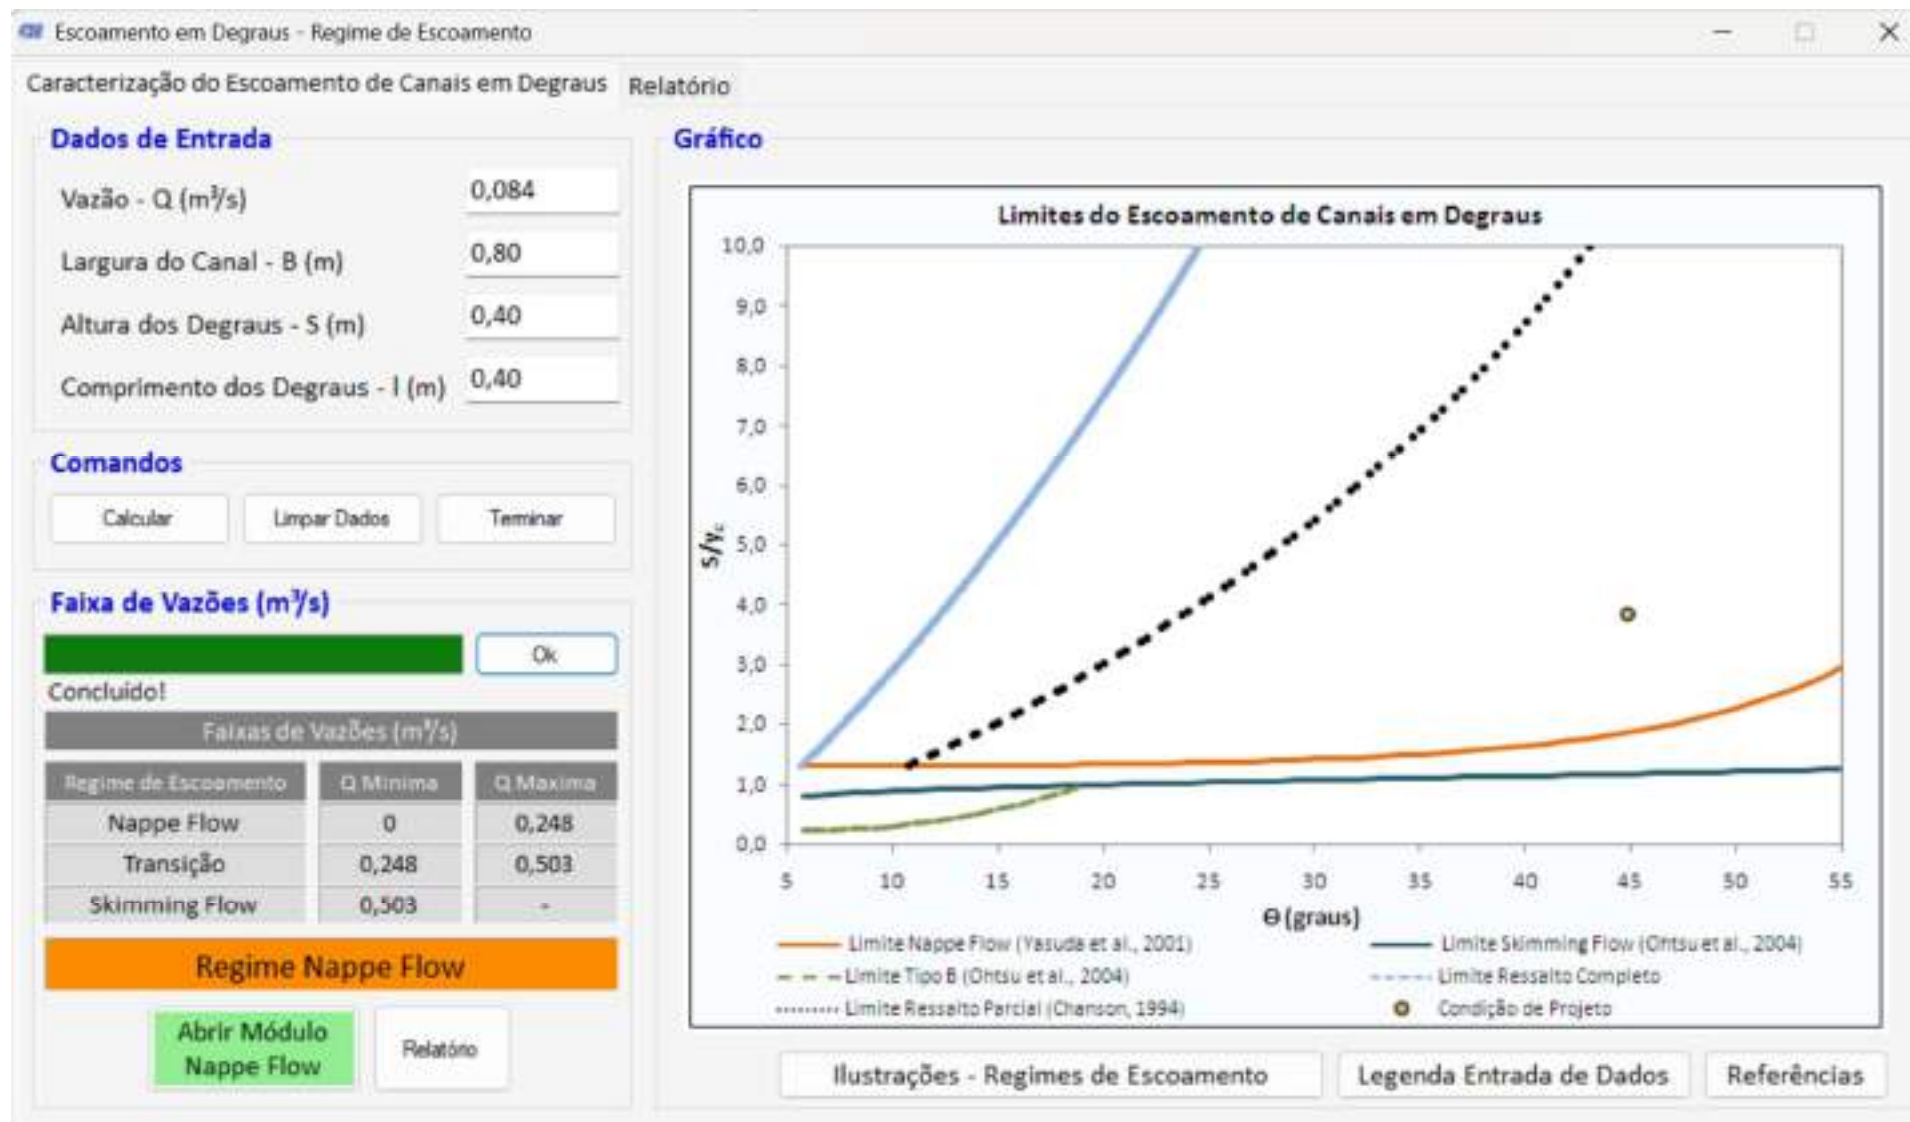 Escoamento em Degraus - Regime de Escoamento
Caracterização do Escoamento de Canais em Degraus
Relatório
Dados de Entrada
Vazão - Q (m³/s)
0,084
Largura do Canal - B (m)
0,80
Altura dos Degraus - S (m)
0,40
Comprimento dos Degraus - l (m)
0,40
Comandos
Calcular
Limpar Dados
Terminar
Faixa de Vazões (m³/s)
Ok
Concluído!
Faixas de Vazões (m³/s)
Regime de Escoamento
Q Minima
Q Maxima
Nappe Flow
0
0,248
Transição
0,248
0,503
Skimming Flow
0,503
-
Regime Nappe Flow
Abrir Módulo
Nappe Flow
Relatório
Gráfico
Limites do Escoamento de Canais em Degraus
10,0
9,0
8,0
7,0
6,0
5,0
4,0
3,0
2,0
1,0
0,0
S/yc
5
10
15
20
25
30
35
40
45
50
55
Θ (graus)
Limite Nappe Flow (Yasuda et al., 2001)
Limite Skimming Flow (Ohtsu et al., 2004)
Limite Tipo B (Ohtsu et al., 2004)
Limite Ressalto Completo
Limite Ressalto Parcial (Chanson, 1994)
Condição de Projeto
Ilustrações - Regimes de Escoamento
Legenda Entrada de Dados
Referências